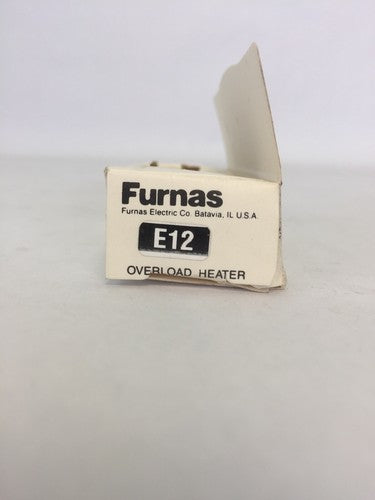 Furnas
Furnas Electric Co. Batavia, IL U.S.A.
E12
OVERLOAD HEATER